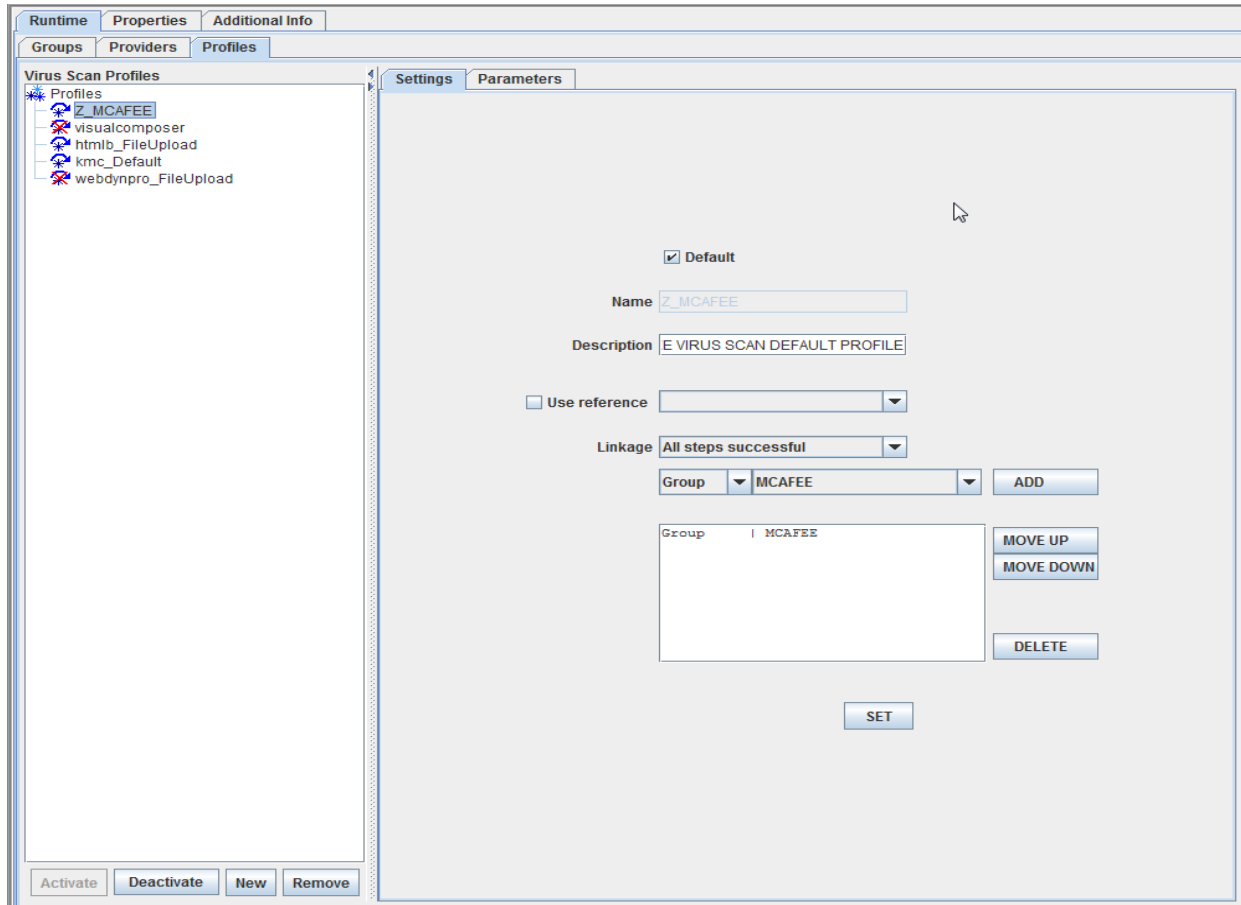 Runtime Properties Additional Info
Groups Providers Profiles
Virus Scan Profiles
Profiles
Z_MCAFEE
visualcomposer
htmlb_FileUpload
kmc_Default
webdynpro_FileUpload
Activate Deactivate New Remove
Settings Parameters
Default
Name Z_MCAFEE
Description E VIRUS SCAN DEFAULT PROFILE
Use reference
Linkage All steps successful
Group MCAFEE ADD
Group | MCAFEE
MOVE UP
MOVE DOWN
DELETE
SET